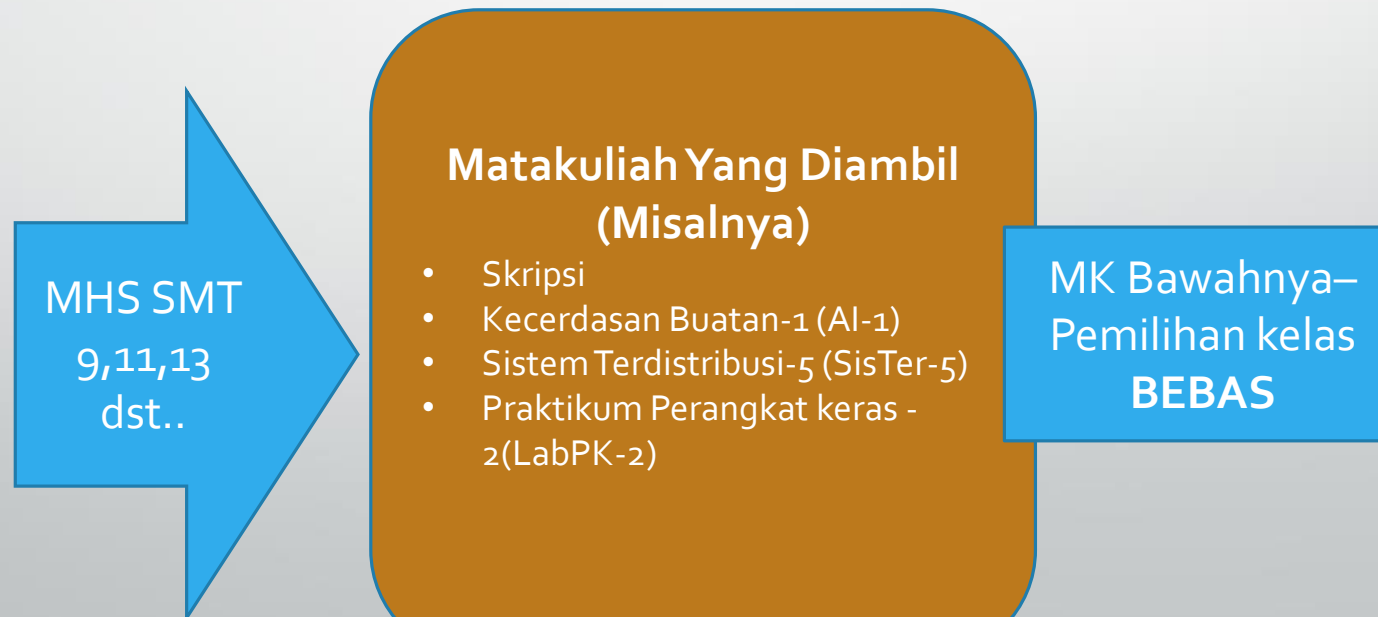 MHS SMT
9,11,13
dst..
Matakuliah Yang Diambil
(Misalnya)
• Skripsi
• Kecerdasan Buatan-1 (AI-1)
• Sistem Terdistribusi-5 (SisTer-5)
• Praktikum Perangkat keras -
2(LabPK-2)
MK Bawahnya–
Pemilihan kelas
BEBAS